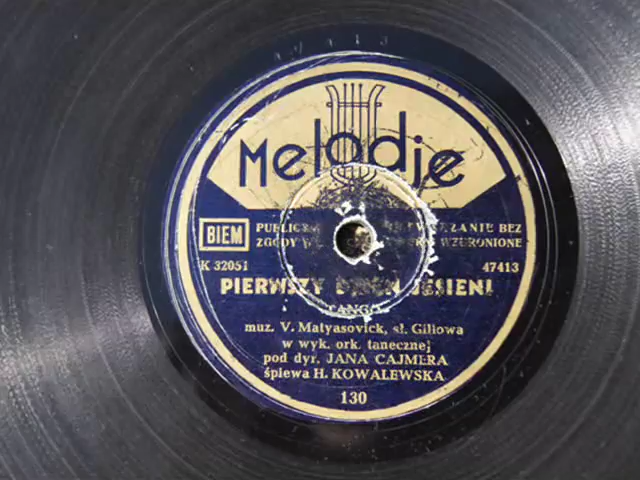 Melodje
BIEM
PUBLICZ BEZ
ZGODY WZBRONIONE
K 32051
47413
PIERWSZY JESIENI
TANGO
muz. V. Matyasovick, sł. Gillowa
w wyk. ork. tanecznej
pod dyr. JANA CAJMERA
śpiewa H. KOWALEWSKA
130